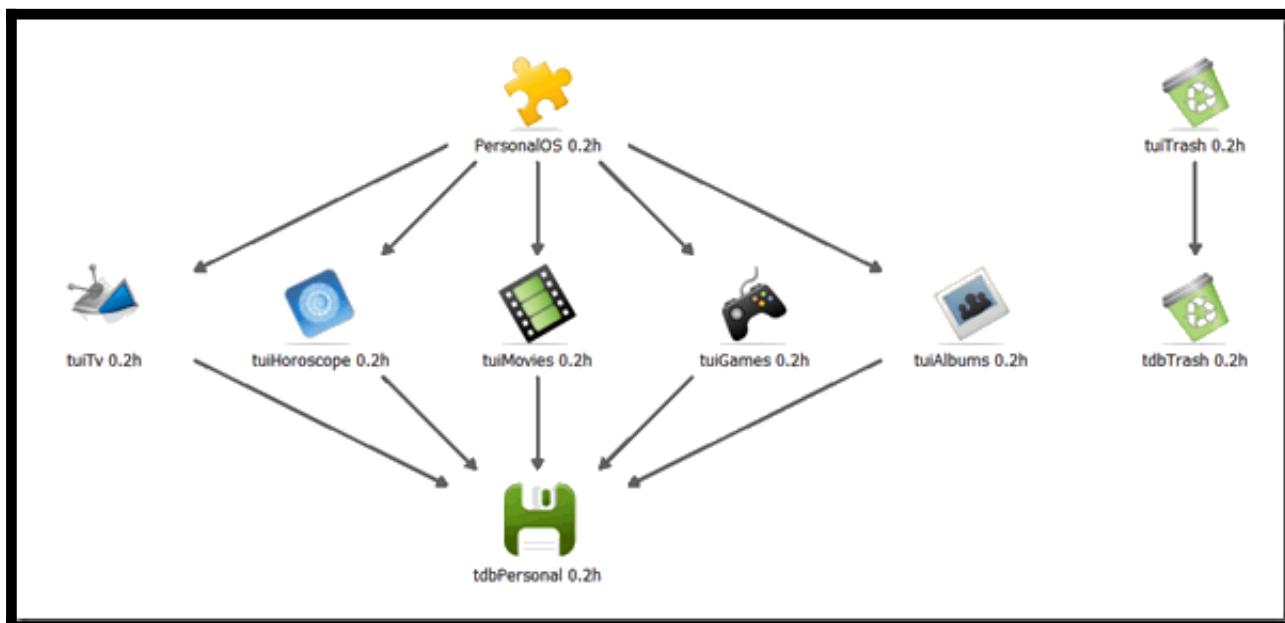 PersonalOS 0.2h
tuiTrash 0.2h
tuiTv 0.2h
tuiHoroscope 0.2h
tuiMovies 0.2h
tuiGames 0.2h
tuiAlbums 0.2h
tdbTrash 0.2h
tdbPersonal 0.2h